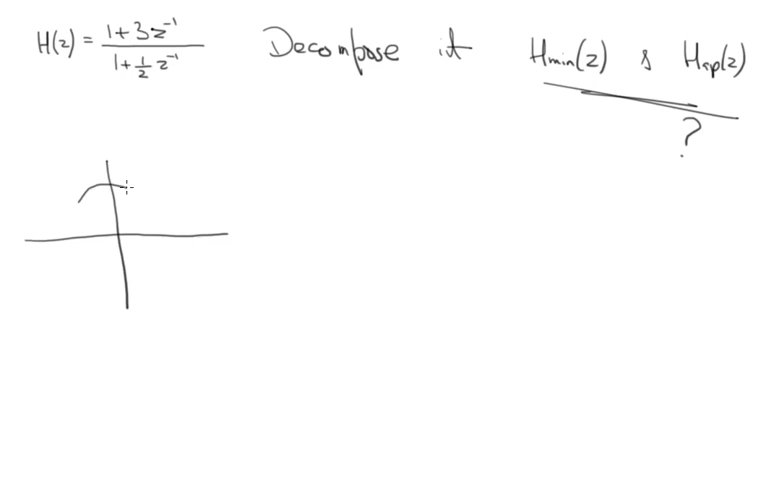 H(z) = (1+3z⁻¹)/(1+½z⁻¹) Decompose it Hmin(z) & Hap(z)
?